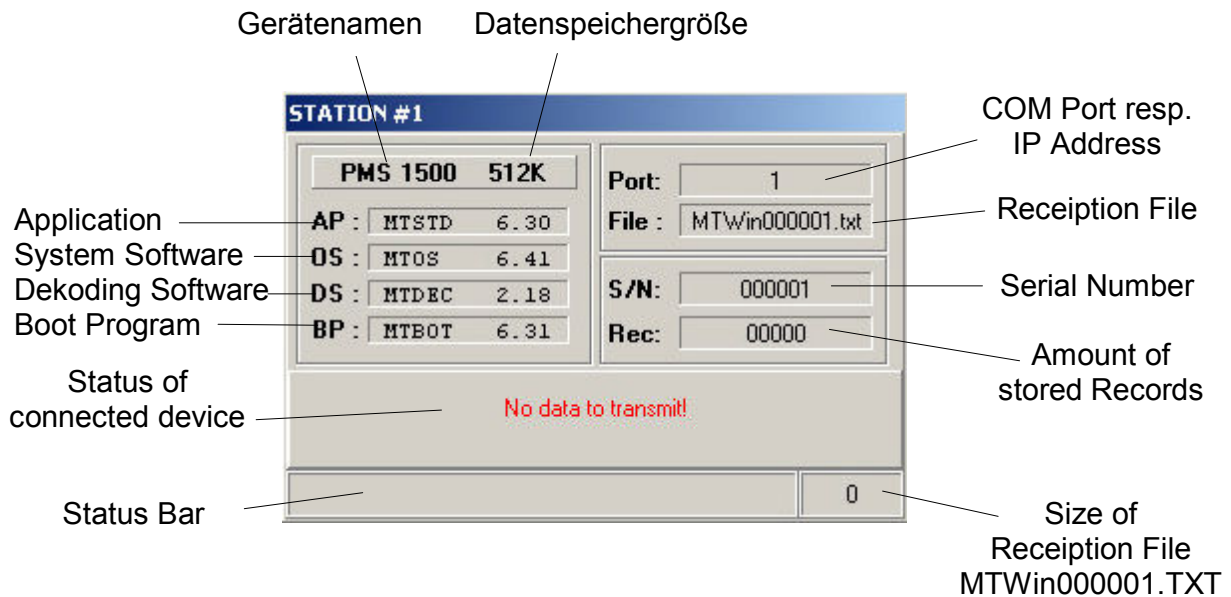 Gerätenamen Datenspeichergröße
STATION #1
COM Port resp.
IP Address
PMS 1500 512K
Port: 1
Application
AP : MTSTD 6.30
File : MTWin000001.txt
Receiption File
System Software
OS : MTOS 6.41
Dekoding Software
DS : MTDEC 2.18
S/N: 000001
Serial Number
Boot Program
BP : MTBOT 6.31
Rec: 00000
Amount of
stored Records
Status of
connected device
No data to transmit!
Status Bar
0
Size of
Receiption File
MTWin000001.TXT